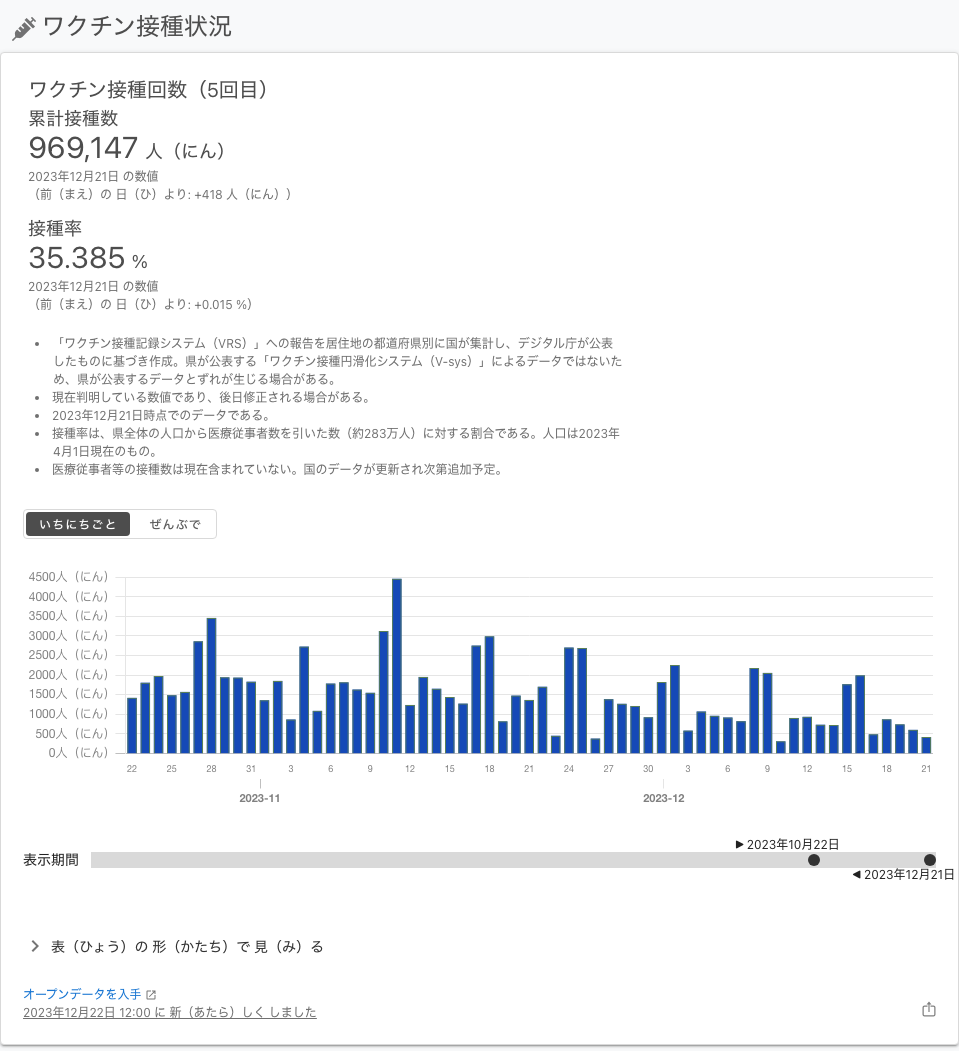 ワクチン接種状況
ワクチン接種回数（5回目）
累計接種数
969,147 人（にん）
2023年12月21日 の数値
（前（まえ）の 日（ひ）より: +418 人（にん））
接種率
35.385 %
2023年12月21日 の数値
（前（まえ）の 日（ひ）より: +0.015 %）
• 「ワクチン接種記録システム（VRS）」への報告を居住地の都道府県別に国が集計し、デジタル庁が公表
したものに基づき作成。県が公表する「ワクチン接種円滑化システム（V-sys）」によるデータではないた
め、県が公表するデータとずれが生じる場合がある。
• 現在判明している数値であり、後日修正される場合がある。
• 2023年12月21日時点でのデータである。
• 接種率は、県全体の人口から医療従事者数を引いた数（約283万人）に対する割合である。人口は2023年
4月1日現在のもの。
• 医療従事者等の接種数は現在含まれていない。国のデータが更新され次第追加予定。
いちにちごと ぜんぶで
4500人（にん）
4000人（にん）
3500人（にん）
3000人（にん）
2500人（にん）
2000人（にん）
1500人（にん）
1000人（にん）
500人（にん）
0人（にん）
22 25 28 31 3 6 9 12 15 18 21 24 27 30 3 6 9 12 15 18 21
2023-11 2023-12
▶ 2023年10月22日
表示期間
◀ 2023年12月21日
表（ひょう）の 形（かたち）で 見（み）る
オープンデータを入手
2023年12月22日 12:00 に 新（あたら）しく しました